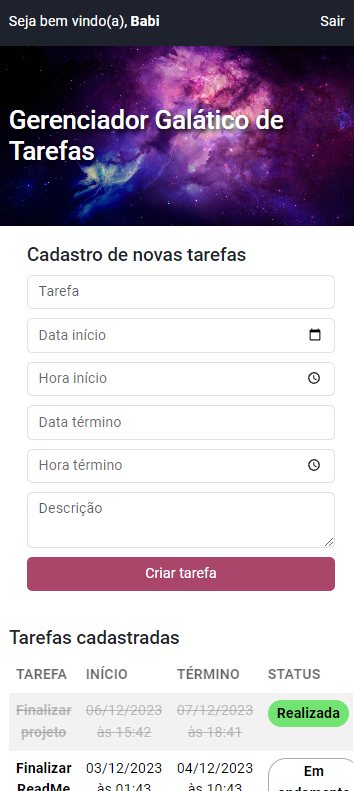 Seja bem vindo(a), Babi Sair
Gerenciador Galático de
Tarefas
Cadastro de novas tarefas
Tarefa
Data início
Hora início
Data término
Hora término
Descrição
Criar tarefa
Tarefas cadastradas
TAREFA INÍCIO TÉRMINO STATUS
Finalizar 06/12/2023 07/12/2023 Realizada
projeto às 15:42 às 18:41
Finalizar 03/12/2023 04/12/2023 Em
ReadMe às 01:43 às 10:43 andamento